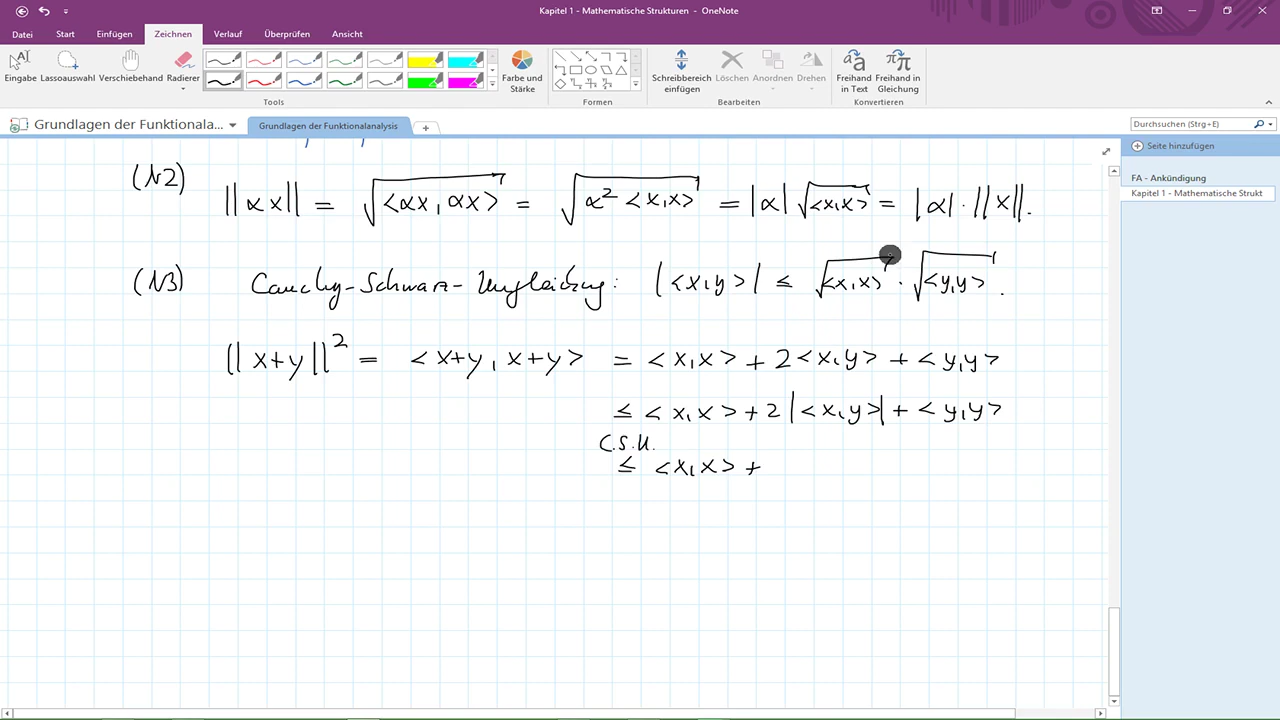 Kapitel 1 - Mathematische Strukturen - OneNote
Datei Start Einfügen Zeichnen Verlauf Überprüfen Ansicht
Eingabe Lassoauswahl Verschiebehand Radierer Farbe und Stärke Schreibbereich einfügen Löschen Anordnen Drehen Freihand in Text Freihand in Gleichung
Tools Formen Bearbeiten Konvertieren
Grundlagen der Funktionala... Grundlagen der Funktionalanalysis Durchsuchen (Strg+E)
Seite hinzufügen
FA - Ankündigung
Kapitel 1 - Mathematische Strukt
(N2) ||αx|| = √<αx, αx> = √α² <x,x> = |α| √<x,x> = |α| · ||x||.
(N3) Cauchy-Schwarz-Ungleichung: |<x,y>| ≤ √<x,x> · √<y,y>.
||x+y||² = <x+y, x+y> = <x,x> + 2<x,y> + <y,y>
≤ <x,x> + 2|<x,y>| + <y,y>
C.S.U.
≤ <x,x> +